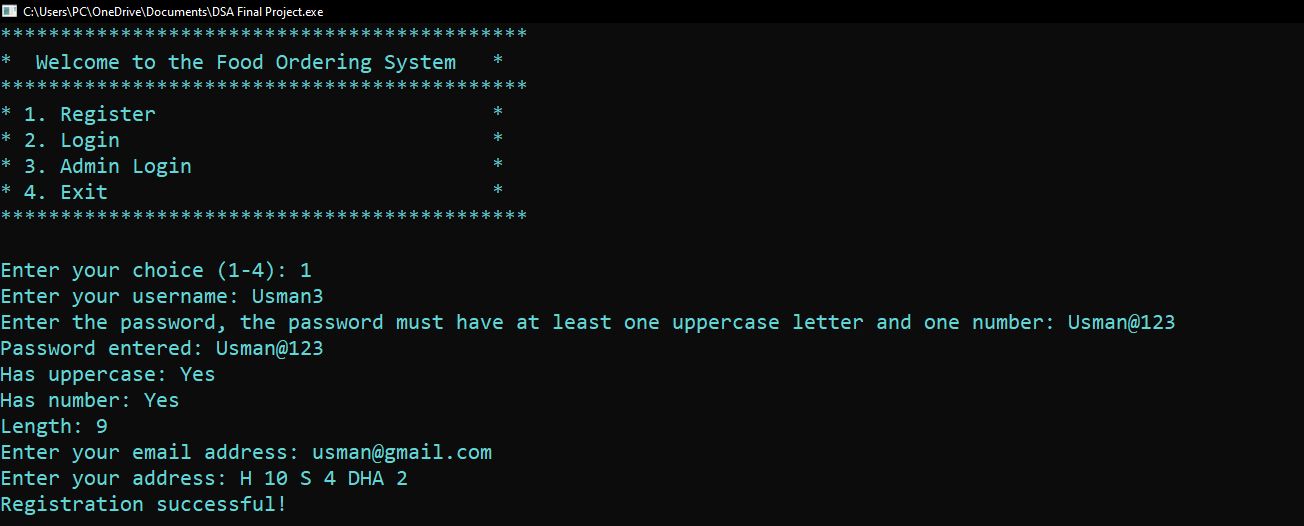 C:\Users\PC\OneDrive\Documents\DSA Final Project.exe
********************************************
*  Welcome to the Food Ordering System   *
********************************************
* 1. Register                            *
* 2. Login                               *
* 3. Admin Login                         *
* 4. Exit                                *
********************************************
Enter your choice (1-4): 1
Enter your username: Usman3
Enter the password, the password must have at least one uppercase letter and one number: Usman@123
Password entered: Usman@123
Has uppercase: Yes
Has number: Yes
Length: 9
Enter your email address: usman@gmail.com
Enter your address: H 10 S 4 DHA 2
Registration successful!